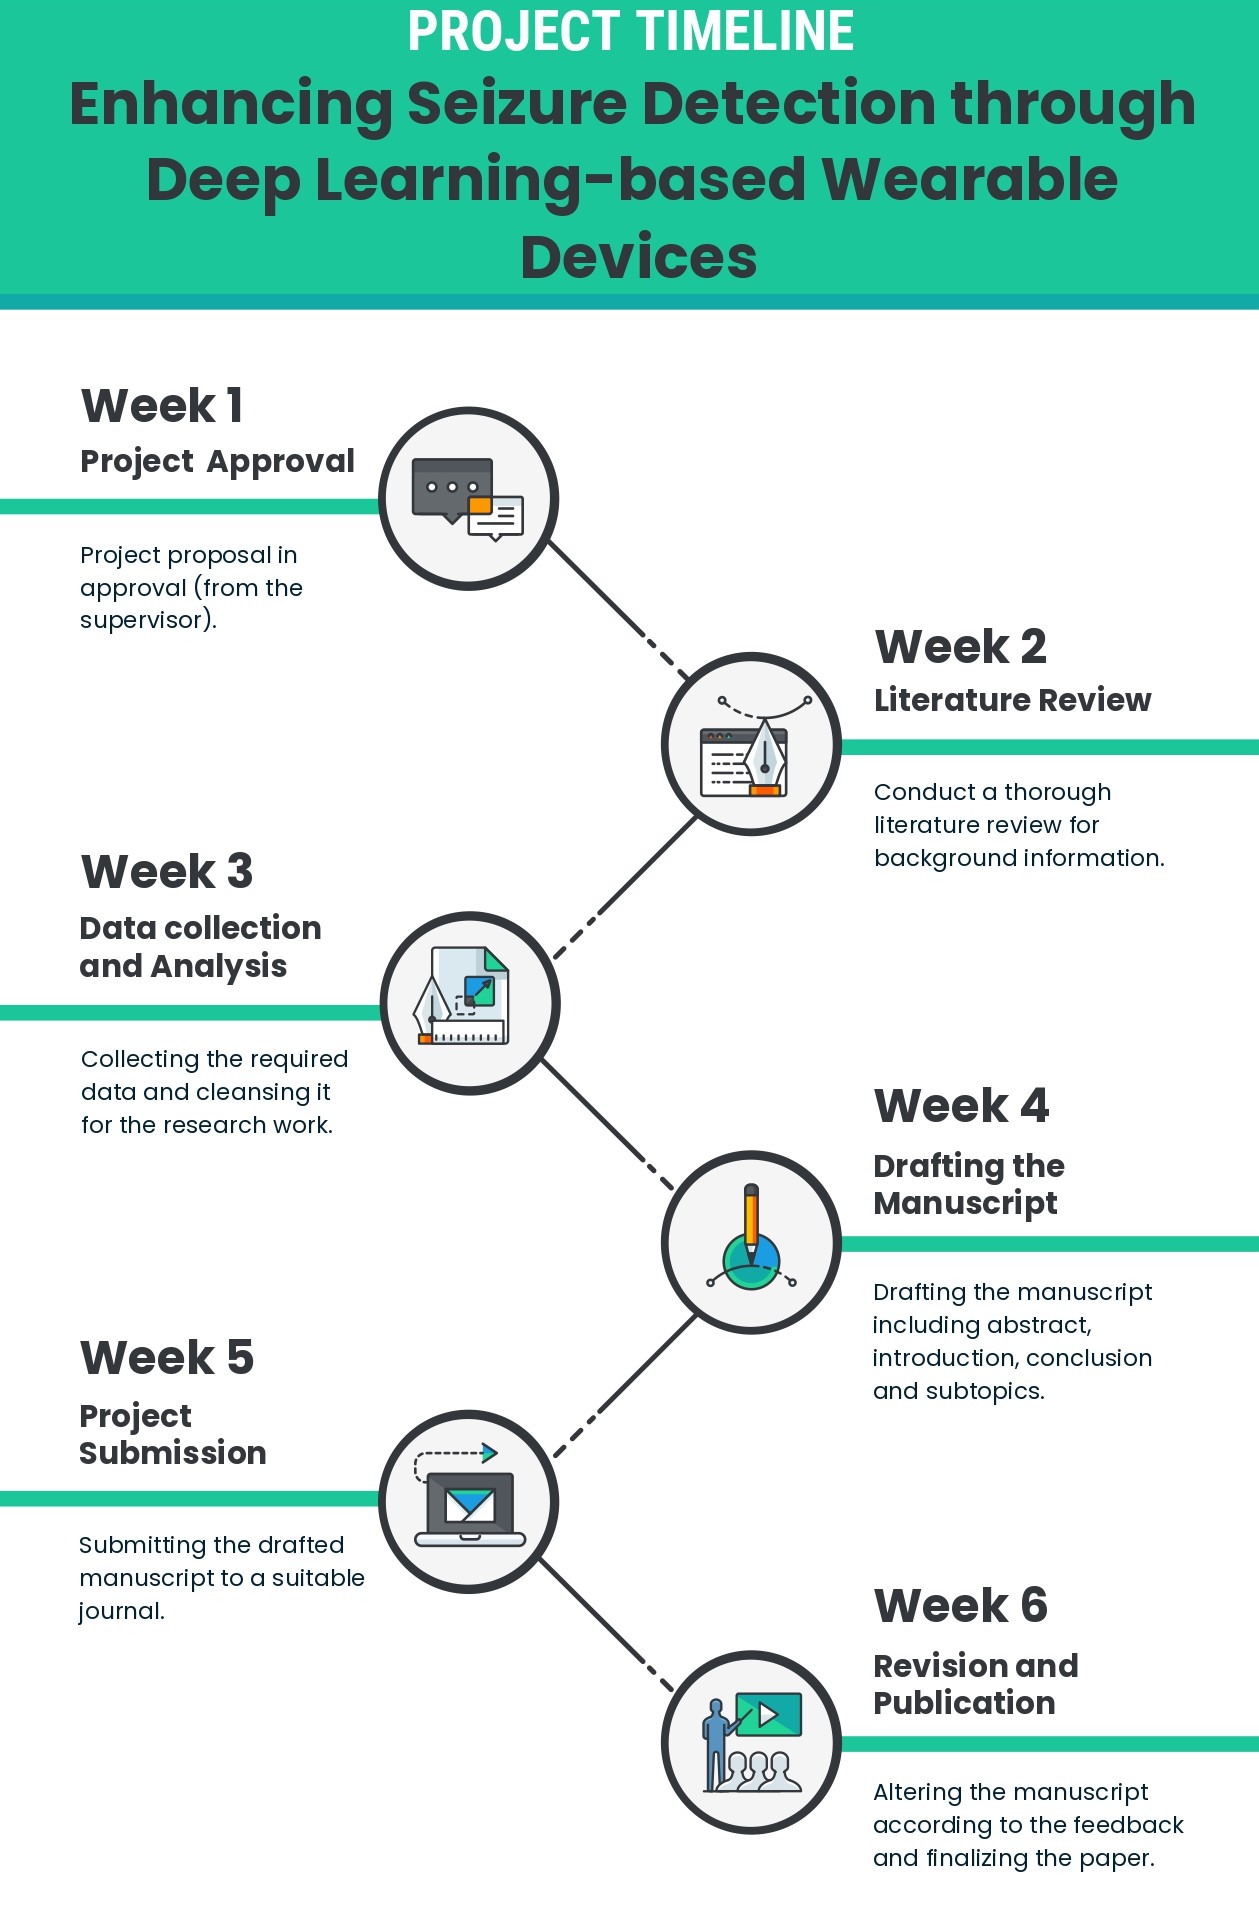 PROJECT TIMELINE
Enhancing Seizure Detection through
Deep Learning-based Wearable
Devices
Week 1
Project Approval
Project proposal in
approval (from the
supervisor).
Week 2
Literature Review
Conduct a thorough
literature review for
background information.
Week 3
Data collection
and Analysis
Collecting the required
data and cleansing it
for the research work.
Week 4
Drafting the
Manuscript
Drafting the manuscript
including abstract,
introduction, conclusion
and subtopics.
Week 5
Project
Submission
Submitting the drafted
manuscript to a suitable
journal.
Week 6
Revision and
Publication
Altering the manuscript
according to the feedback
and finalizing the paper.